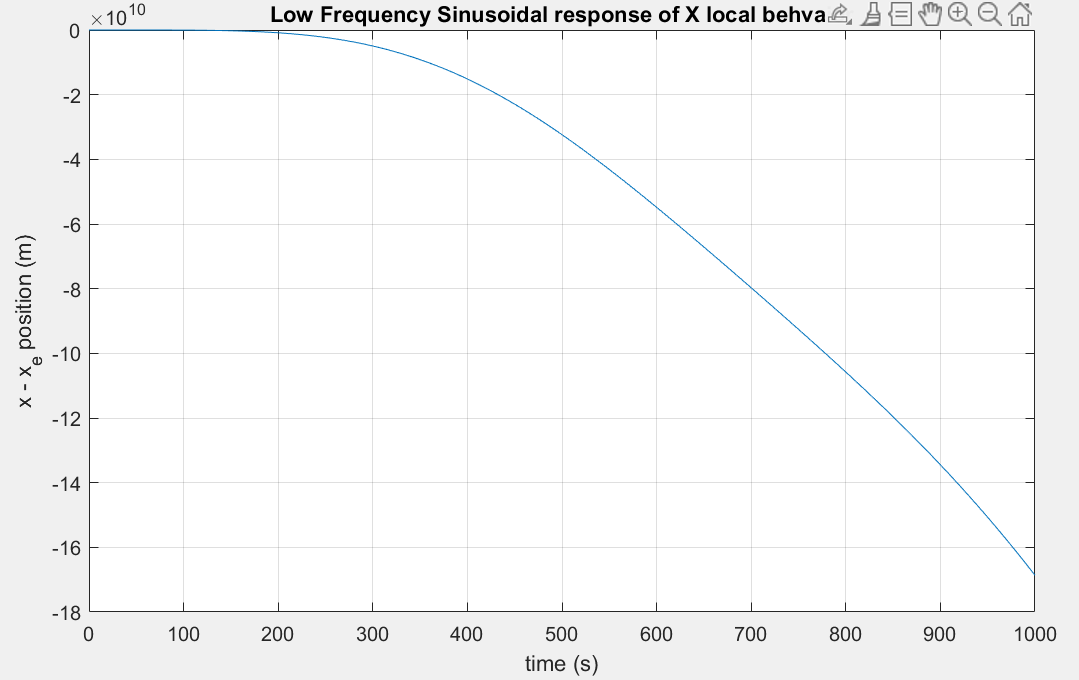 Low Frequency Sinusoidal response of X local behva
×10^10
0
-2
-4
-6
-8
-10
-12
-14
-16
-18
x - x_e position (m)
0 100 200 300 400 500 600 700 800 900 1000
time (s)